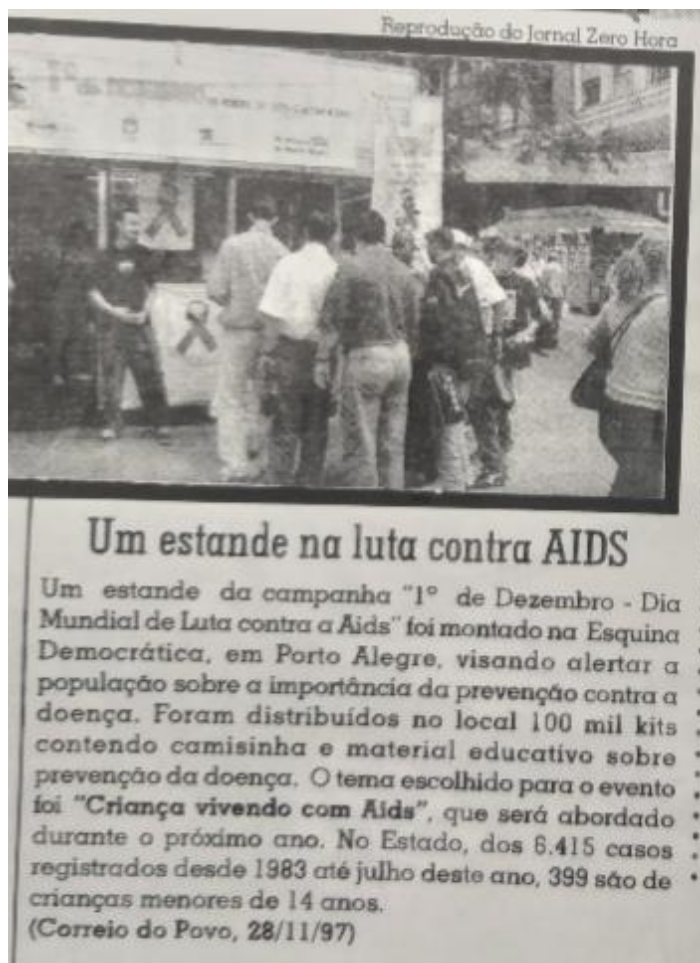 Reprodução do Jornal Zero Hora
Um estande na luta contra AIDS
Um estande da campanha "1º de Dezembro - Dia
Mundial de Luta contra a Aids" foi montado na Esquina
Democrática, em Porto Alegre, visando alertar a
população sobre a importância da prevenção contra a
doença. Foram distribuídos no local 100 mil kits
contendo camisinha e material educativo sobre
prevenção da doença. O tema escolhido para o evento
foi "Criança vivendo com Aids", que será abordado
durante o próximo ano. No Estado, dos 6.415 casos
registrados desde 1983 até julho deste ano, 399 são de
crianças menores de 14 anos.
(Correio do Povo, 28/11/97)